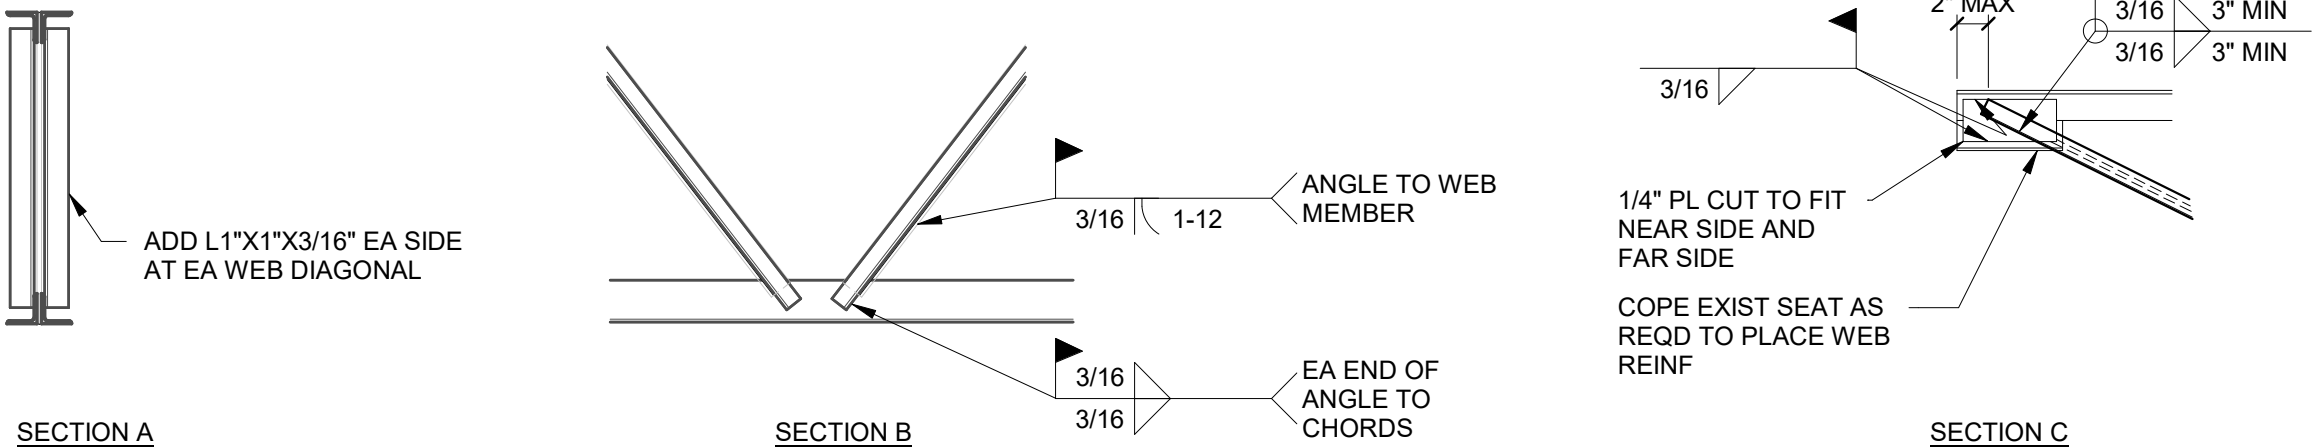 ADD L1"X1"X3/16" EA SIDE
AT EA WEB DIAGONAL
SECTION A
3/16
1-12
ANGLE TO WEB
MEMBER
3/16
3/16
EA END OF
ANGLE TO
CHORDS
SECTION B
2" MAX
3/16 3" MIN
3/16 3" MIN
3/16
1/4" PL CUT TO FIT
NEAR SIDE AND
FAR SIDE
COPE EXIST SEAT AS
REQD TO PLACE WEB
REINF
SECTION C